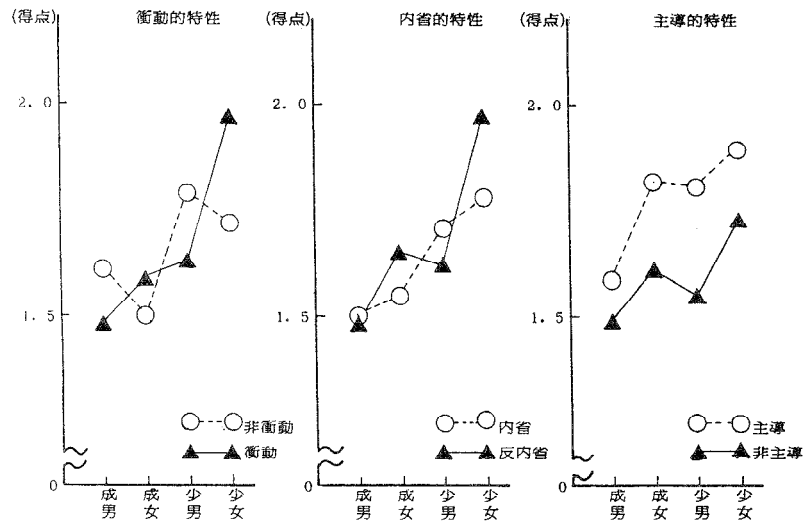 (得点) 衝動的特性
2. 0
1. 5
0
非衝動
衝動
成男
成女
少男
少女
(得点) 内省的特性
2. 0
1. 5
0
内省
反内省
成男
成女
少男
少女
(得点) 主導的特性
2. 0
1. 5
0
主導
非主導
成男
成女
少男
少女